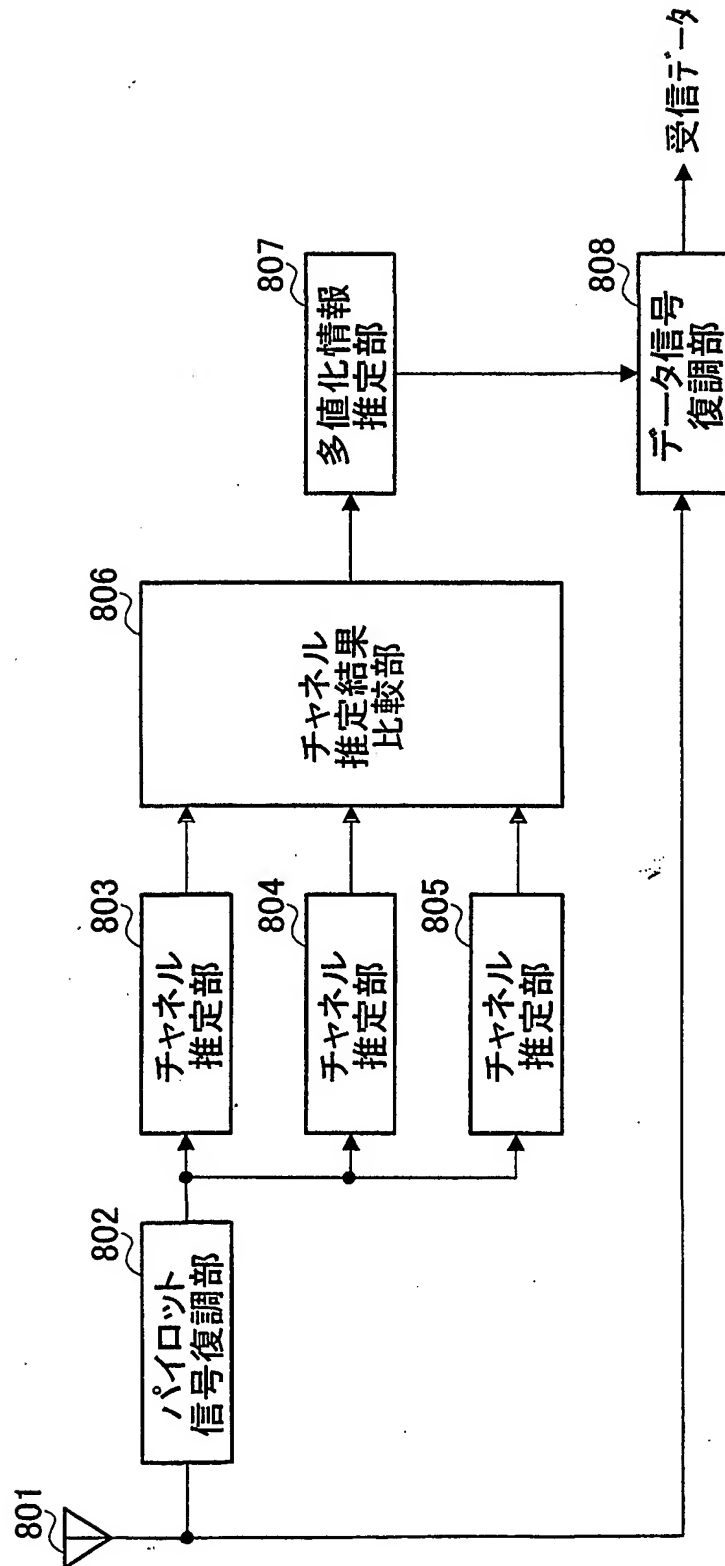 801
802
パイロット
信号復調部
803
チャネル
推定部
804
チャネル
推定部
805
チャネル
推定部
806
チャネル
推定結果
比較部
807
多値化情報
推定部
808
データ信号
復調部
受信データ